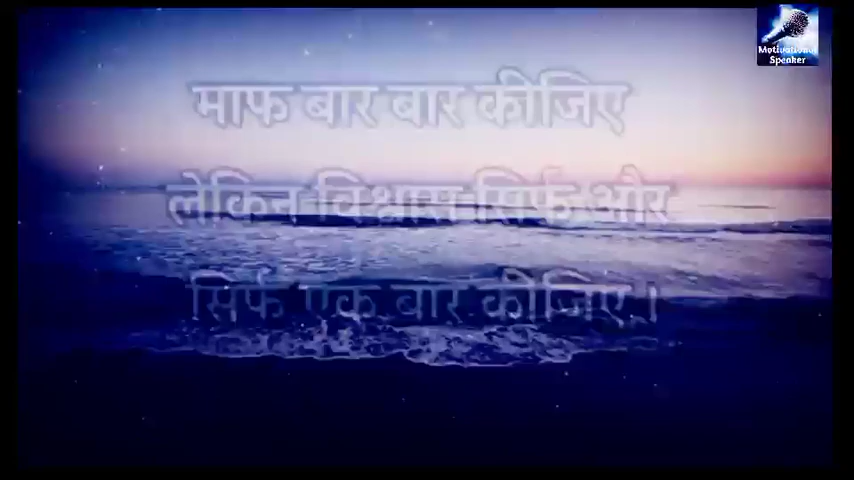 Motivational
Speaker
माफ बार बार कीजिए
लेकिन विश्वास सिर्फ और
सिर्फ एक बार कीजिए ।